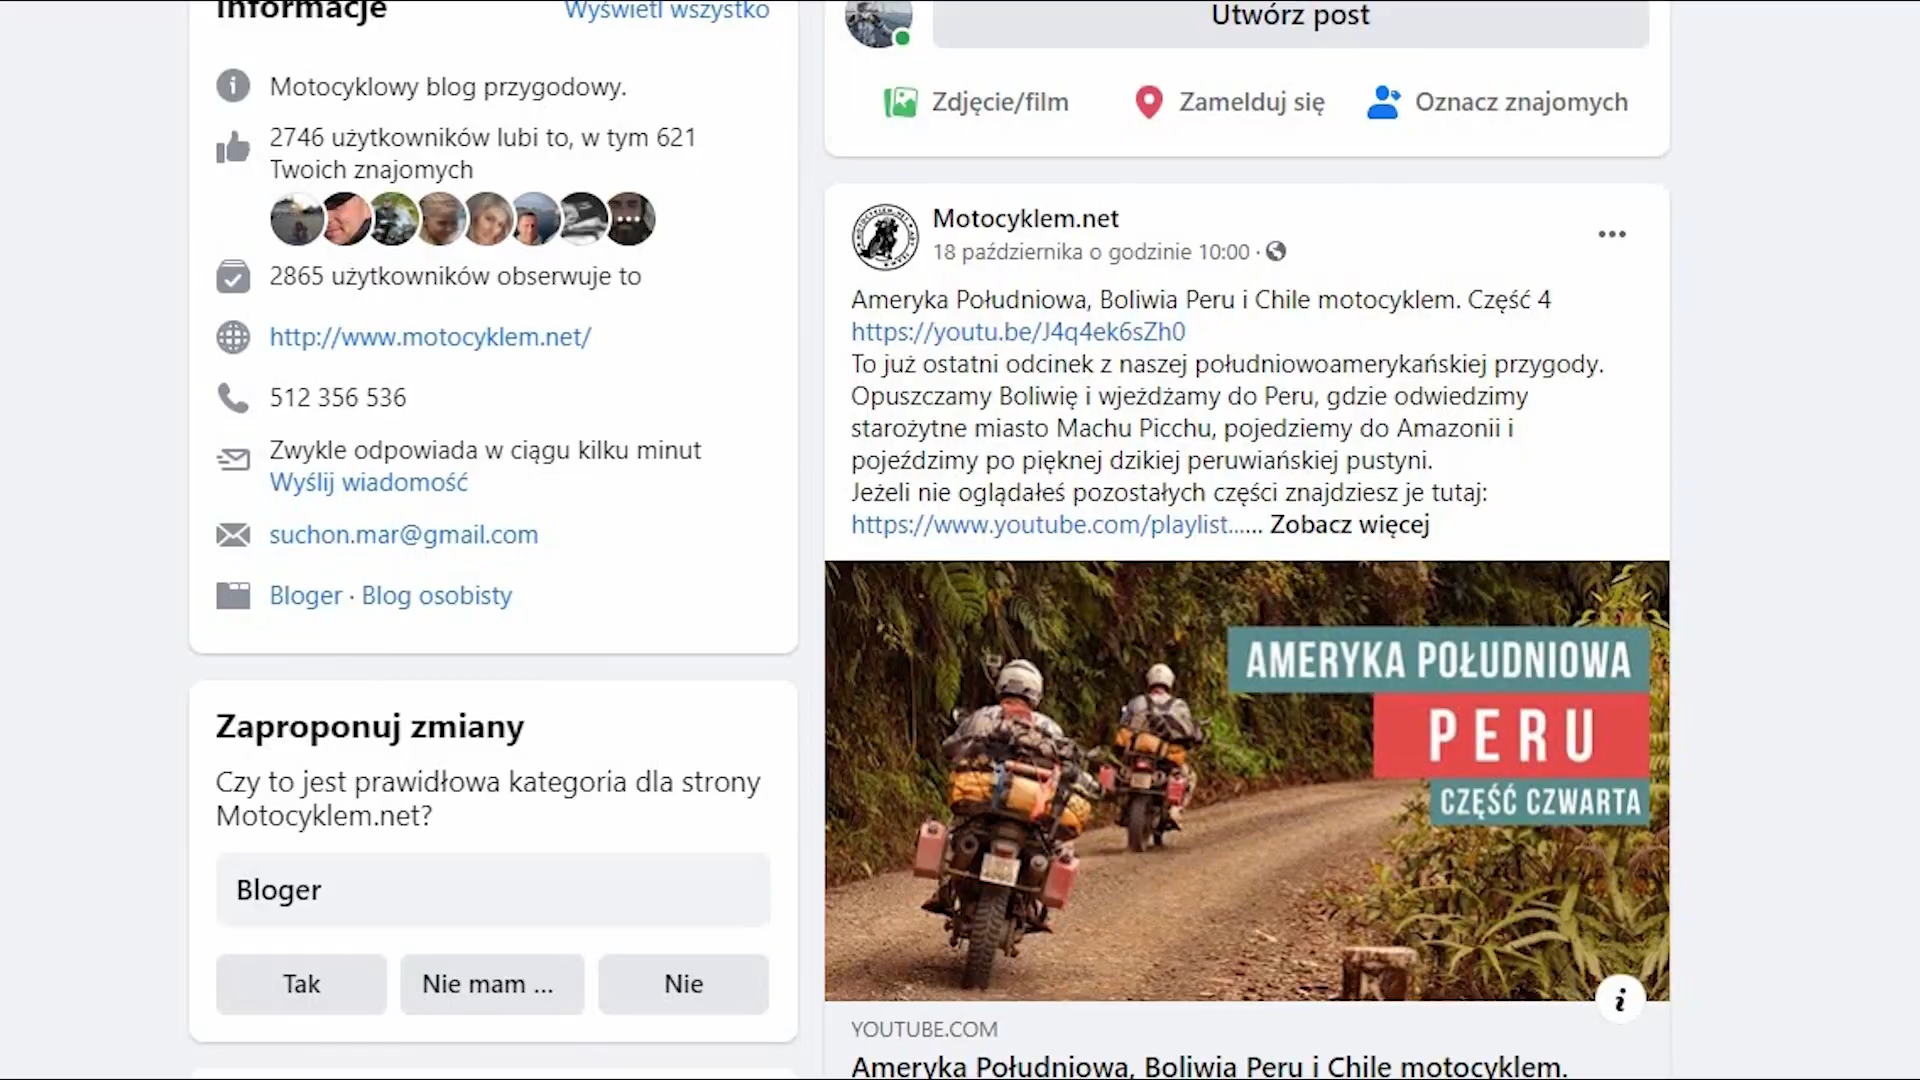 Informacje
Wyświetl wszystko
Motocyklowy blog przygodowy.
2746 użytkowników lubi to, w tym 621
Twoich znajomych
2865 użytkowników obserwuje to
http://www.motocyklem.net/
512 356 536
Zwykle odpowiada w ciągu kilku minut
Wyślij wiadomość
suchon.mar@gmail.com
Bloger · Blog osobisty
Zaproponuj zmiany
Czy to jest prawidłowa kategoria dla strony
Motocyklem.net?
Bloger
Tak
Nie mam ...
Nie
Utwórz post
Zdjęcie/film
Zamelduj się
Oznacz znajomych
Motocyklem.net
18 października o godzinie 10:00 ·
Ameryka Południowa, Boliwia Peru i Chile motocyklem. Część 4
https://youtu.be/J4q4ek6sZh0
To już ostatni odcinek z naszej południowoamerykańskiej przygody.
Opuszczamy Boliwię i wjeżdżamy do Peru, gdzie odwiedzimy
starożytne miasto Machu Picchu, pojedziemy do Amazonii i
pojeździmy po pięknej dzikiej peruwiańskiej pustyni.
Jeżeli nie oglądałeś pozostałych części znajdziesz je tutaj:
https://www.youtube.com/playlist...... Zobacz więcej
AMERYKA POŁUDNIOWA
PERU
CZĘŚĆ CZWARTA
YOUTUBE.COM
Ameryka Południowa, Boliwia Peru i Chile motocyklem.